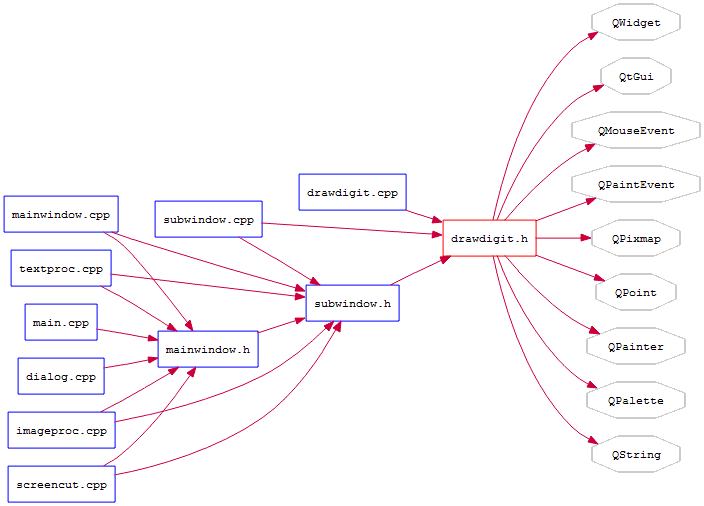 QWidget
QtGui
QMouseEvent
QPaintEvent
QPixmap
QPoint
QPainter
QPalette
QString
drawdigit.h
drawdigit.cpp
subwindow.cpp
subwindow.h
mainwindow.cpp
textproc.cpp
main.cpp
mainwindow.h
dialog.cpp
imageproc.cpp
screencut.cpp